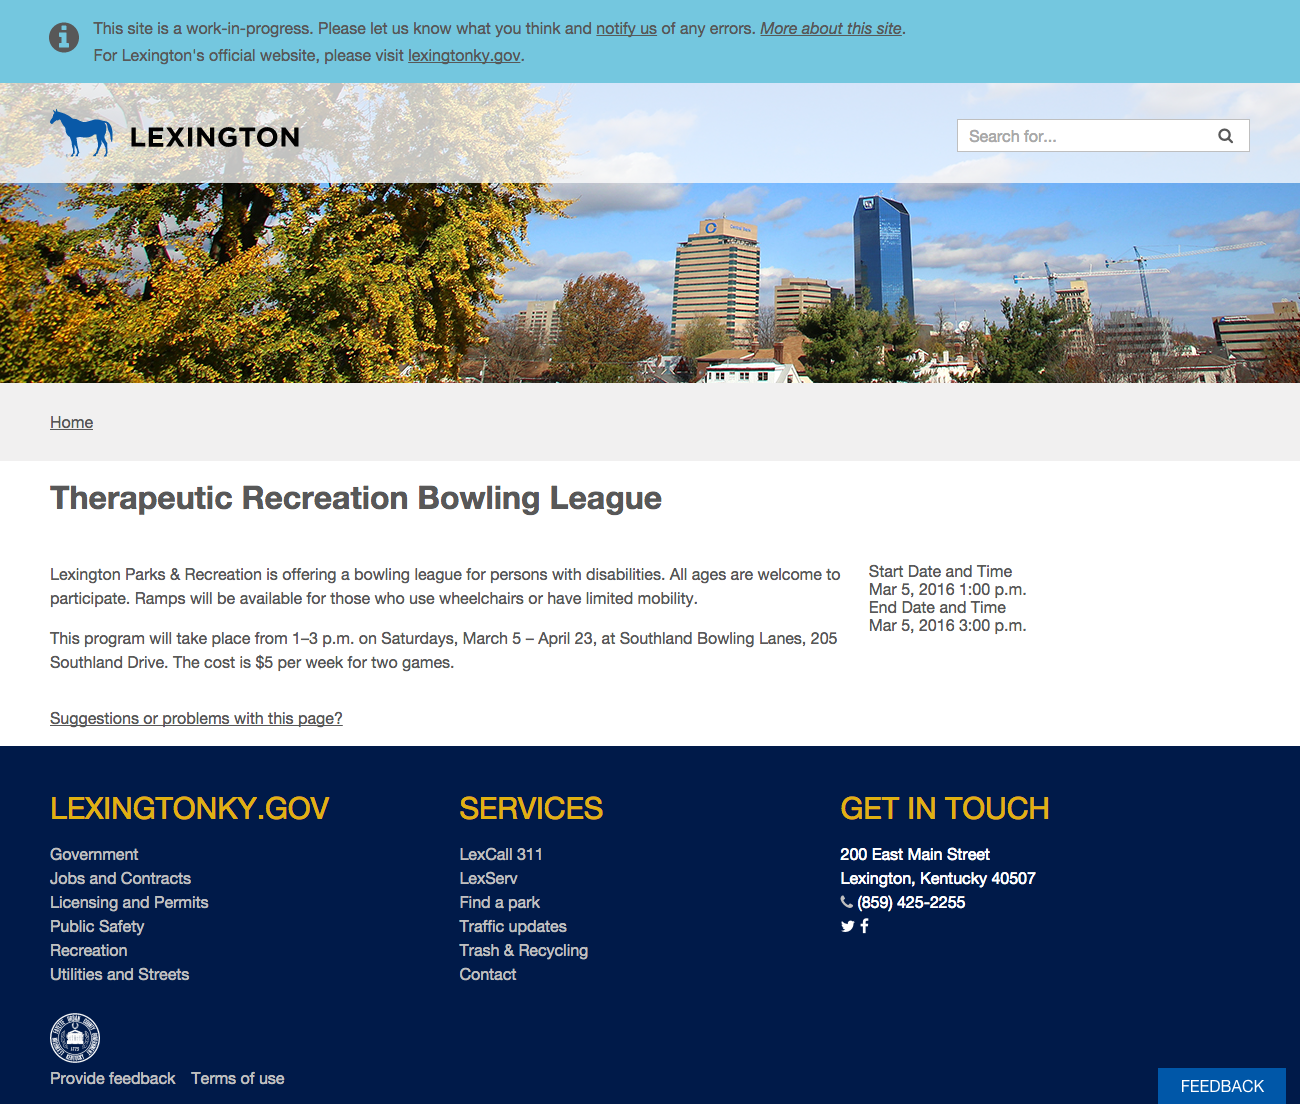 This site is a work-in-progress. Please let us know what you think and notify us of any errors. More about this site.
For Lexington's official website, please visit lexingtonky.gov.
LEXINGTON
Search for...
Home
Therapeutic Recreation Bowling League
Lexington Parks & Recreation is offering a bowling league for persons with disabilities. All ages are welcome to
participate. Ramps will be available for those who use wheelchairs or have limited mobility.
This program will take place from 1–3 p.m. on Saturdays, March 5 – April 23, at Southland Bowling Lanes, 205
Southland Drive. The cost is $5 per week for two games.
Start Date and Time
Mar 5, 2016 1:00 p.m.
End Date and Time
Mar 5, 2016 3:00 p.m.
Suggestions or problems with this page?
LEXINGTONKY.GOV
Government
Jobs and Contracts
Licensing and Permits
Public Safety
Recreation
Utilities and Streets
SERVICES
LexCall 311
LexServ
Find a park
Traffic updates
Trash & Recycling
Contact
GET IN TOUCH
200 East Main Street
Lexington, Kentucky 40507
(859) 425-2255
Provide feedback
Terms of use
FEEDBACK